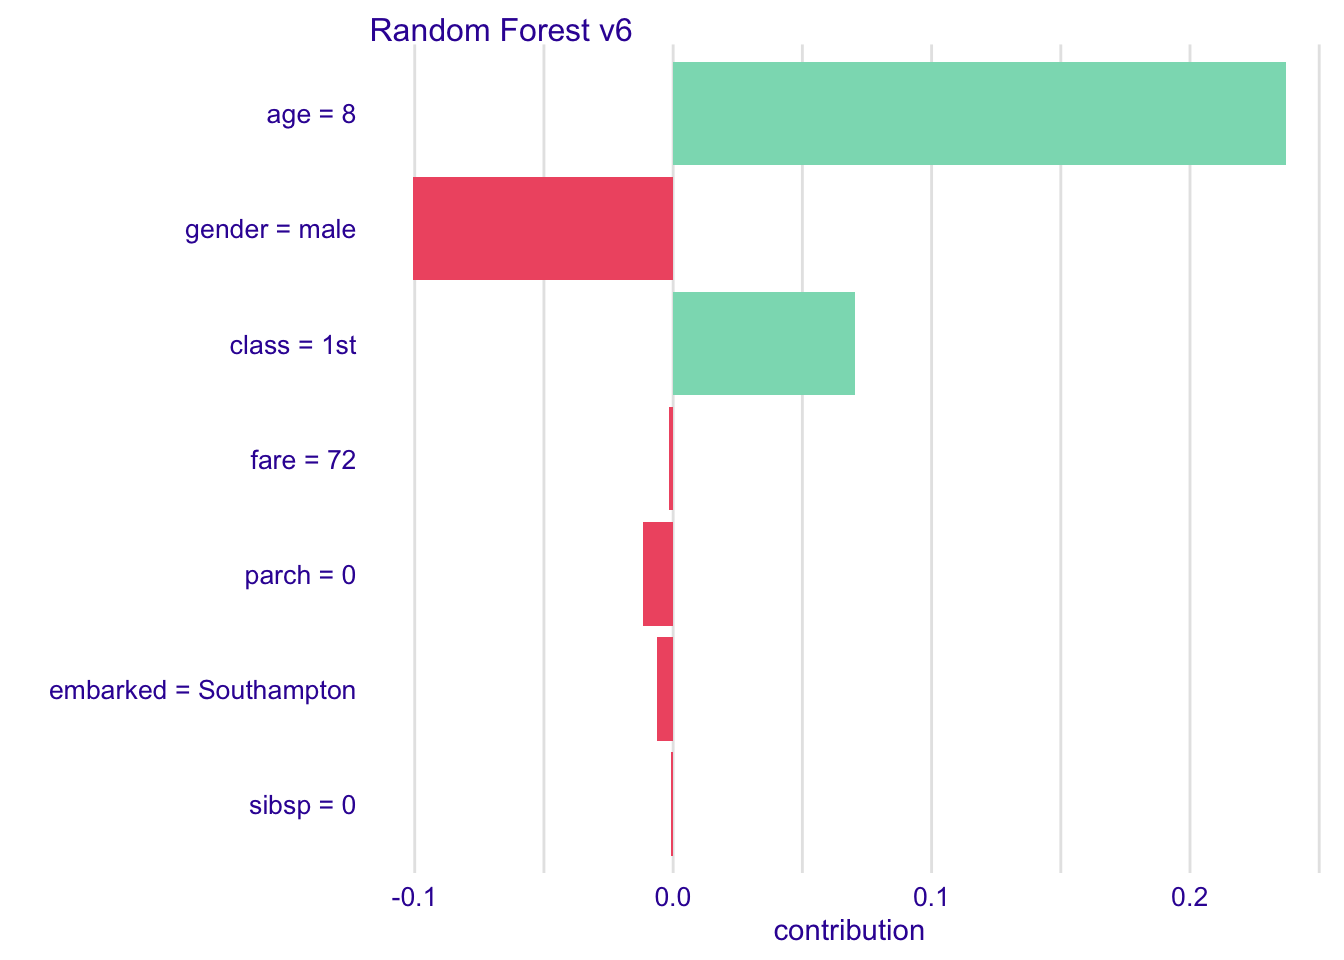 Random Forest v6
age = 8
gender = male
class = 1st
fare = 72
parch = 0
embarked = Southampton
sibsp = 0
-0.1 0.0 0.1 0.2
contribution